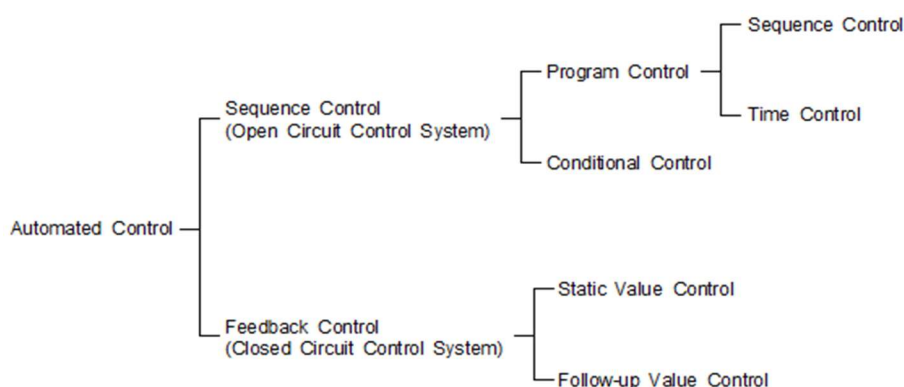 Sequence Control
Program Control
Time Control
Sequence Control
(Open Circuit Control System)
Conditional Control
Automated Control
Static Value Control
Feedback Control
(Closed Circuit Control System)
Follow-up Value Control